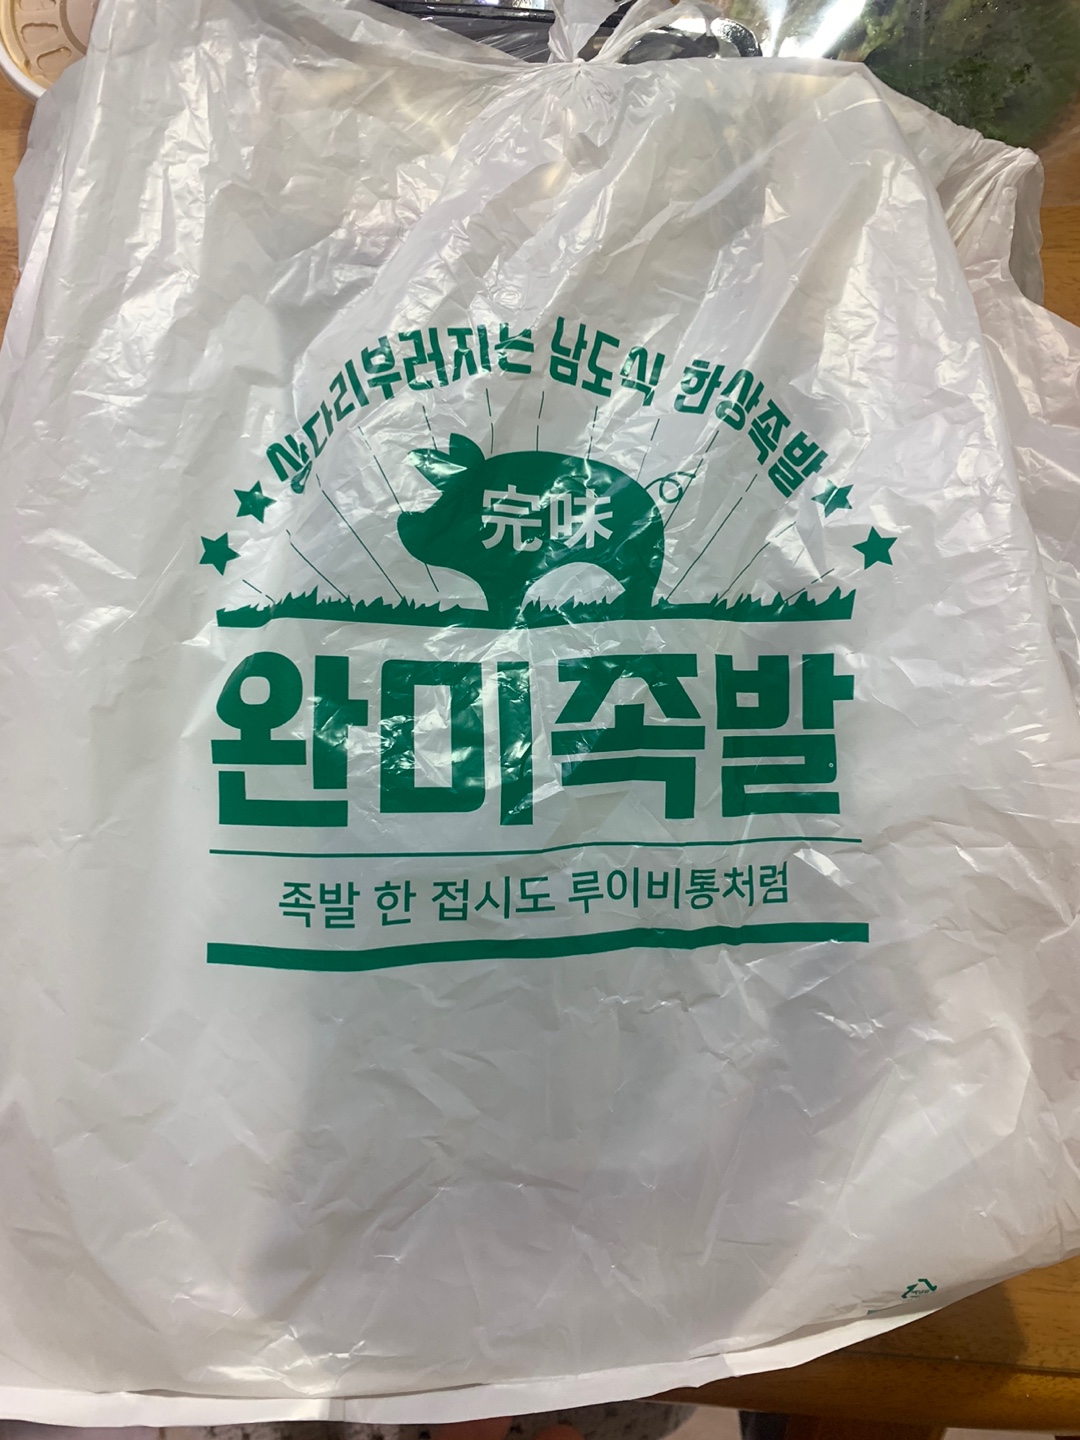 상다리부러지는 남도식 한상족발
完味
완미족발
족발 한 접시도 루이비통처럼